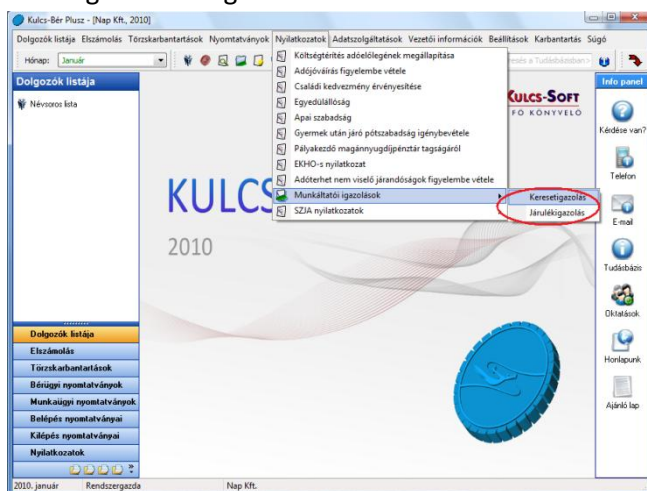 Kulcs-Bér Plusz - [Nap Kft., 2010]
Dolgozók listája Elszámolás Törzskarbantartások Nyomtatványok Nyilatkozatok Adatszolgáltatások Vezetői információk Beállítások Karbantartás Súgó
Hónap: Január
Költségtérítés adóelőlegének megállapítása
Adójóváírás figyelembe vétele
Családi kedvezmény érvényesítése
Egyedülállóság
Apai szabadság
Gyermek után járó pótszabadság igénybevétele
Pályakezdő magánnyugdíjpénztár tagságáról
EKHO-s nyilatkozat
Adóterhet nem viselő járandóságok figyelembe vétele
Munkáltatói igazolások
SZJA nyilatkozatok
Keresetigazolás
Járulékigazolás
Dolgozók listája
Névsoros lista
KULCS-SOFT
FŐ KÖNYVELŐ
KULCS
2010
Info panel
Kérdése van?
Telefon
E-mail
Tudásbázis
Oktatások
Honlapunk
Ajánló lap
Dolgozók listája
Elszámolás
Törzskarbantartások
Bérügyi nyomtatványok
Munkaügyi nyomtatványok
Belépés nyomtatványai
Kilépés nyomtatványai
Nyilatkozatok
2010. január Rendszergazda Nap Kft.